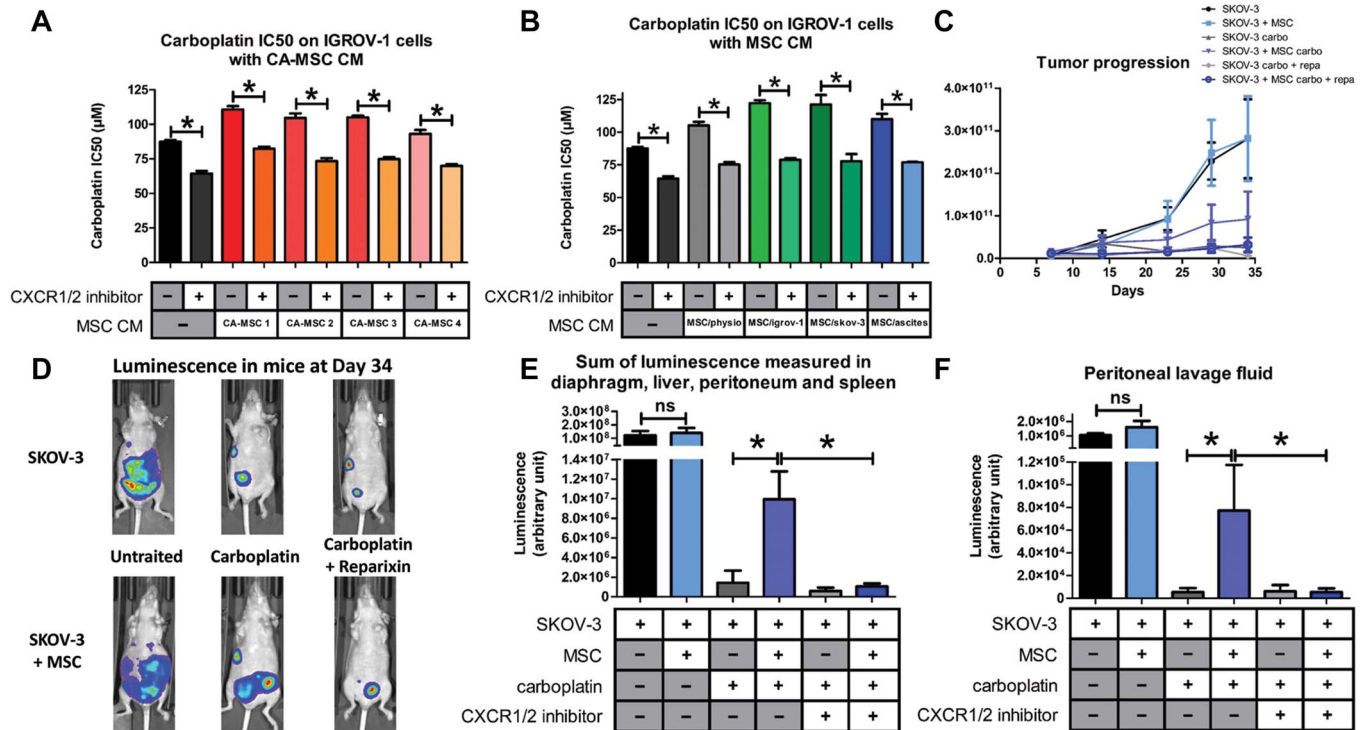 A
Carboplatin IC50 on IGROV-1 cells
with CA-MSC CM
Carboplatin IC50 (µM)
125
100
75
50
25
0
* * * * *
CXCR1/2 inhibitor − + − + − + − + − +
MSC CM − CA-MSC 1 CA-MSC 2 CA-MSC 3 CA-MSC 4
B
Carboplatin IC50 on IGROV-1 cells
with MSC CM
Carboplatin IC50 (µM)
125
100
75
50
25
0
* * * * *
CXCR1/2 inhibitor − + − + − + − + − +
MSC CM − MSC/physio MSC/igrov-1 MSC/skov-3 MSC/ascites
C
SKOV-3
SKOV-3 + MSC
SKOV-3 carbo
SKOV-3 + MSC carbo
SKOV-3 carbo + repa
SKOV-3 + MSC carbo + repa
Tumor progression
4.0×10¹¹
3.0×10¹¹
2.0×10¹¹
1.0×10¹¹
0
0 5 10 15 20 25 30 35
Days
D
Luminescence in mice at Day 34
SKOV-3
Untraited Carboplatin Carboplatin
+ Reparixin
SKOV-3
+ MSC
E
Sum of luminescence measured in
diaphragm, liver, peritoneum and spleen
Luminescence
(arbitrary unit)
3.0×10⁸
2.0×10⁸
1.0×10⁸
1.4×10⁷
1.2×10⁷
1.0×10⁷
8.0×10⁶
6.0×10⁶
4.0×10⁶
2.0×10⁶
0
ns * *
SKOV-3 + + + + + +
MSC − + − + − +
carboplatin − − + + + +
CXCR1/2 inhibitor − − − − + +
F
Peritoneal lavage fluid
Luminescence
(arbitrary unit)
2×10⁶
1×10⁶
1.2×10⁵
1.0×10⁵
8.0×10⁴
6.0×10⁴
4.0×10⁴
2.0×10⁴
0
ns * *
SKOV-3 + + + + + +
MSC − + − + − +
carboplatin − − + + + +
CXCR1/2 inhibitor − − − − + +